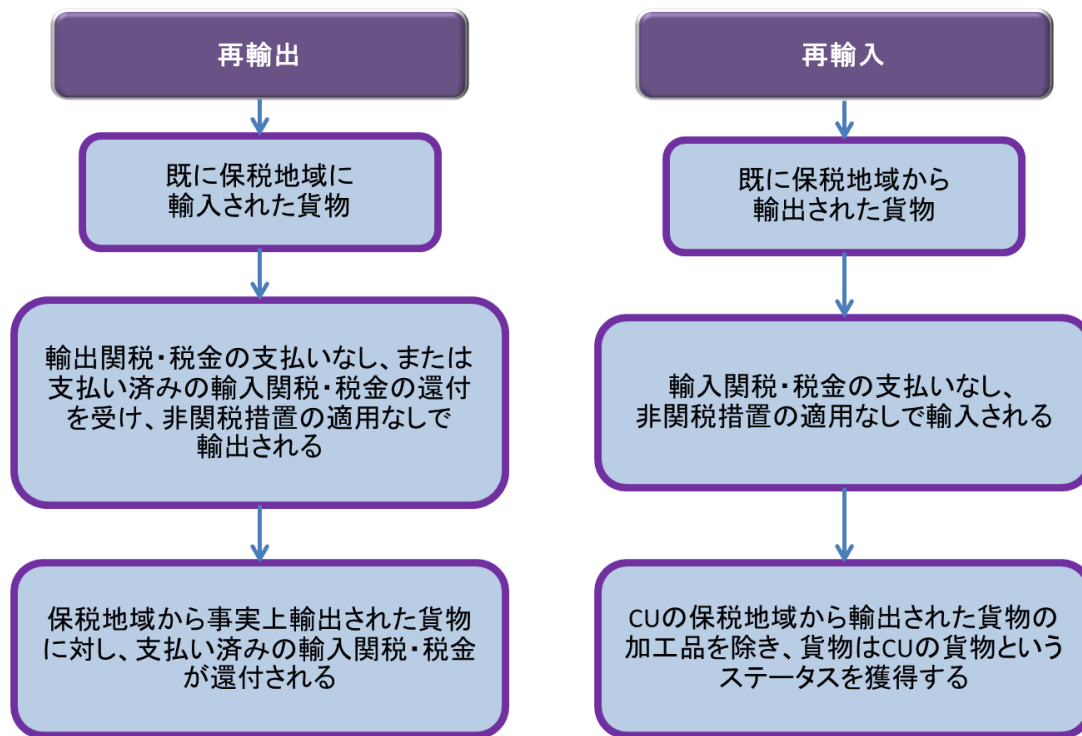 再輸出
既に保税地域に
輸入された貨物
輸出関税・税金の支払いなし、または
支払い済みの輸入関税・税金の還付
を受け、非関税措置の適用なしで
輸出される
保税地域から事実上輸出された貨物
に対し、支払い済みの輸入関税・税金
が還付される
再輸入
既に保税地域から
輸出された貨物
輸入関税・税金の支払いなし、
非関税措置の適用なしで輸入される
CUの保税地域から輸出された貨物の
加工品を除き、貨物はCUの貨物という
ステータスを獲得する